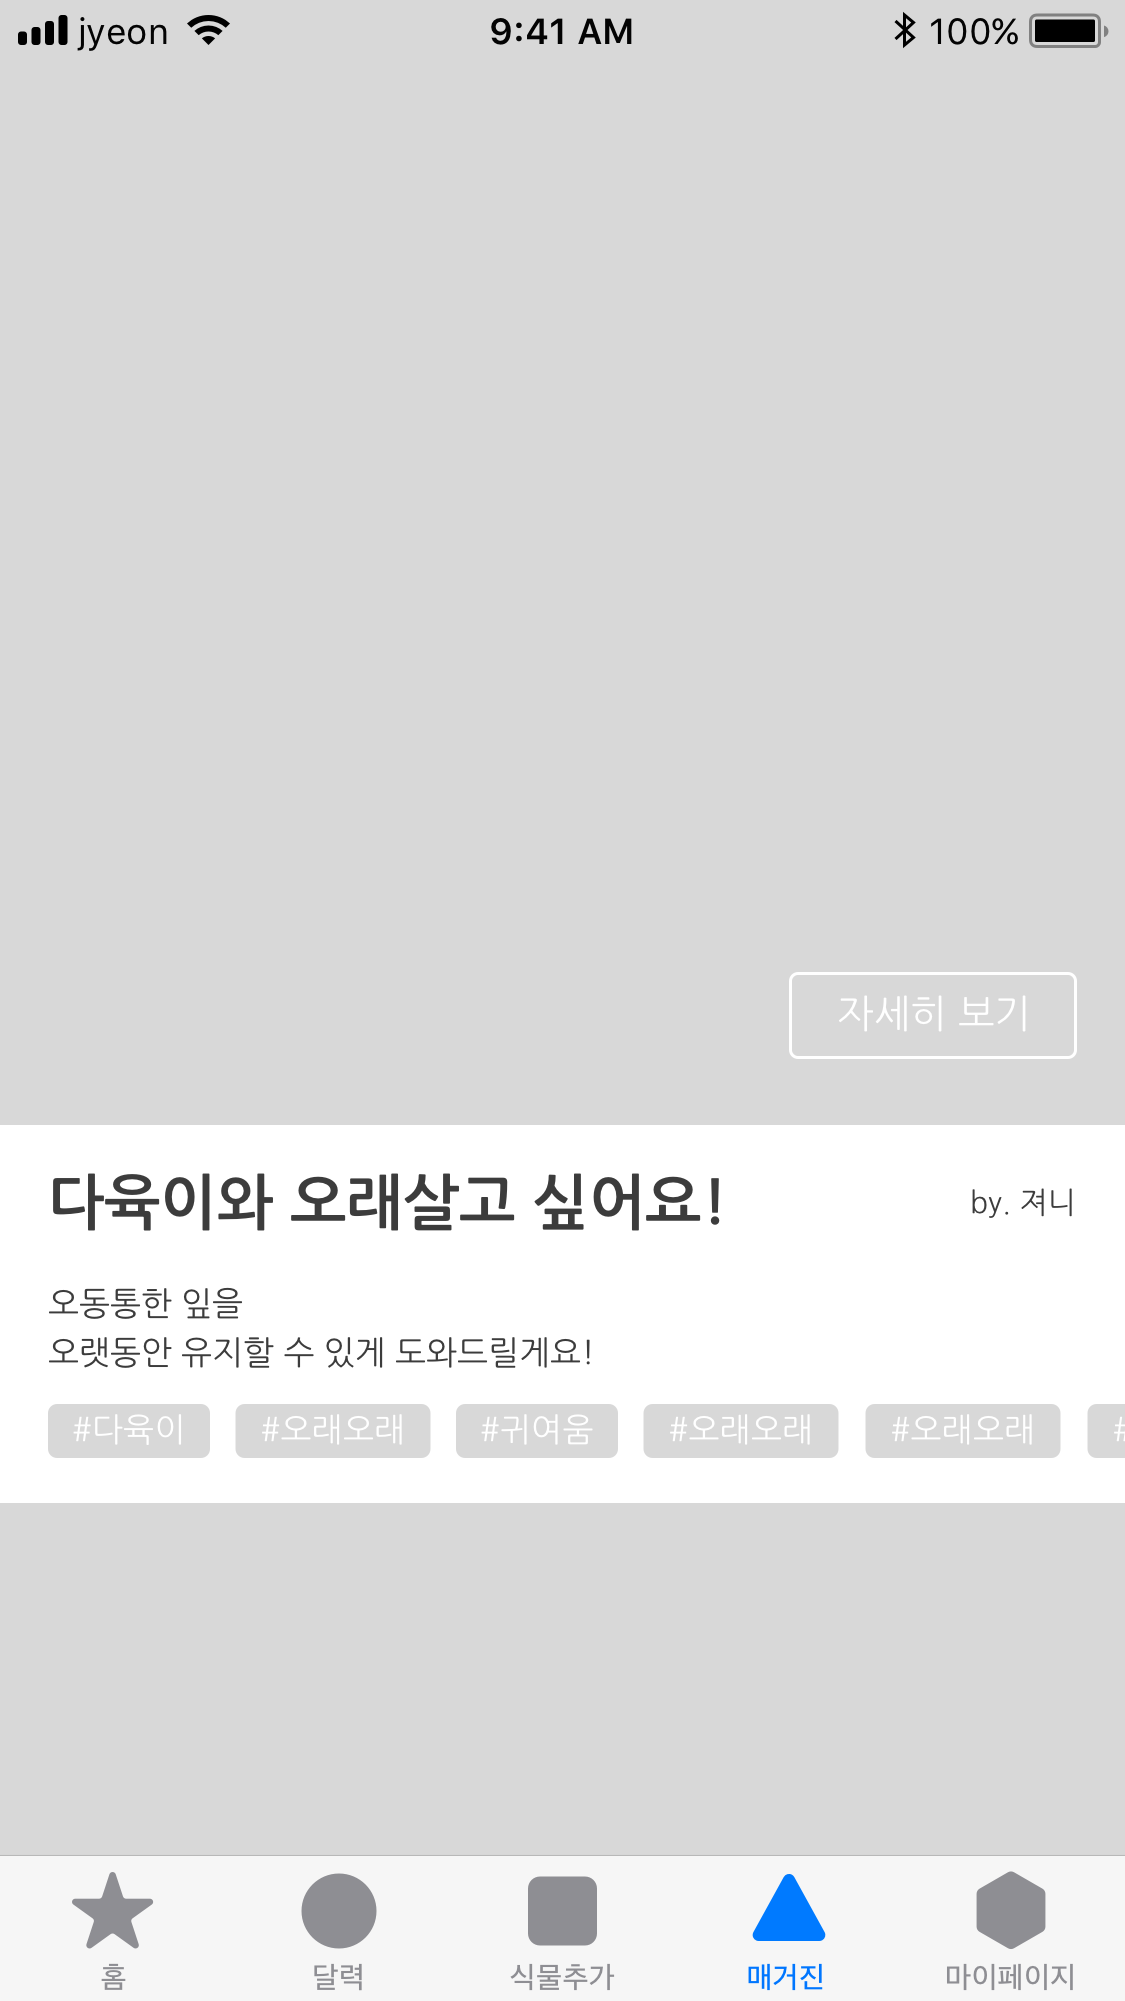 jyeon 9:41 AM 100%
자세히 보기
다육이와 오래살고 싶어요!
by. 져니
오동통한 잎을
오랫동안 유지할 수 있게 도와드릴게요!
#다육이 #오래오래 #귀여움 #오래오래 #오래오래 #
홈 달력 식물추가 매거진 마이페이지